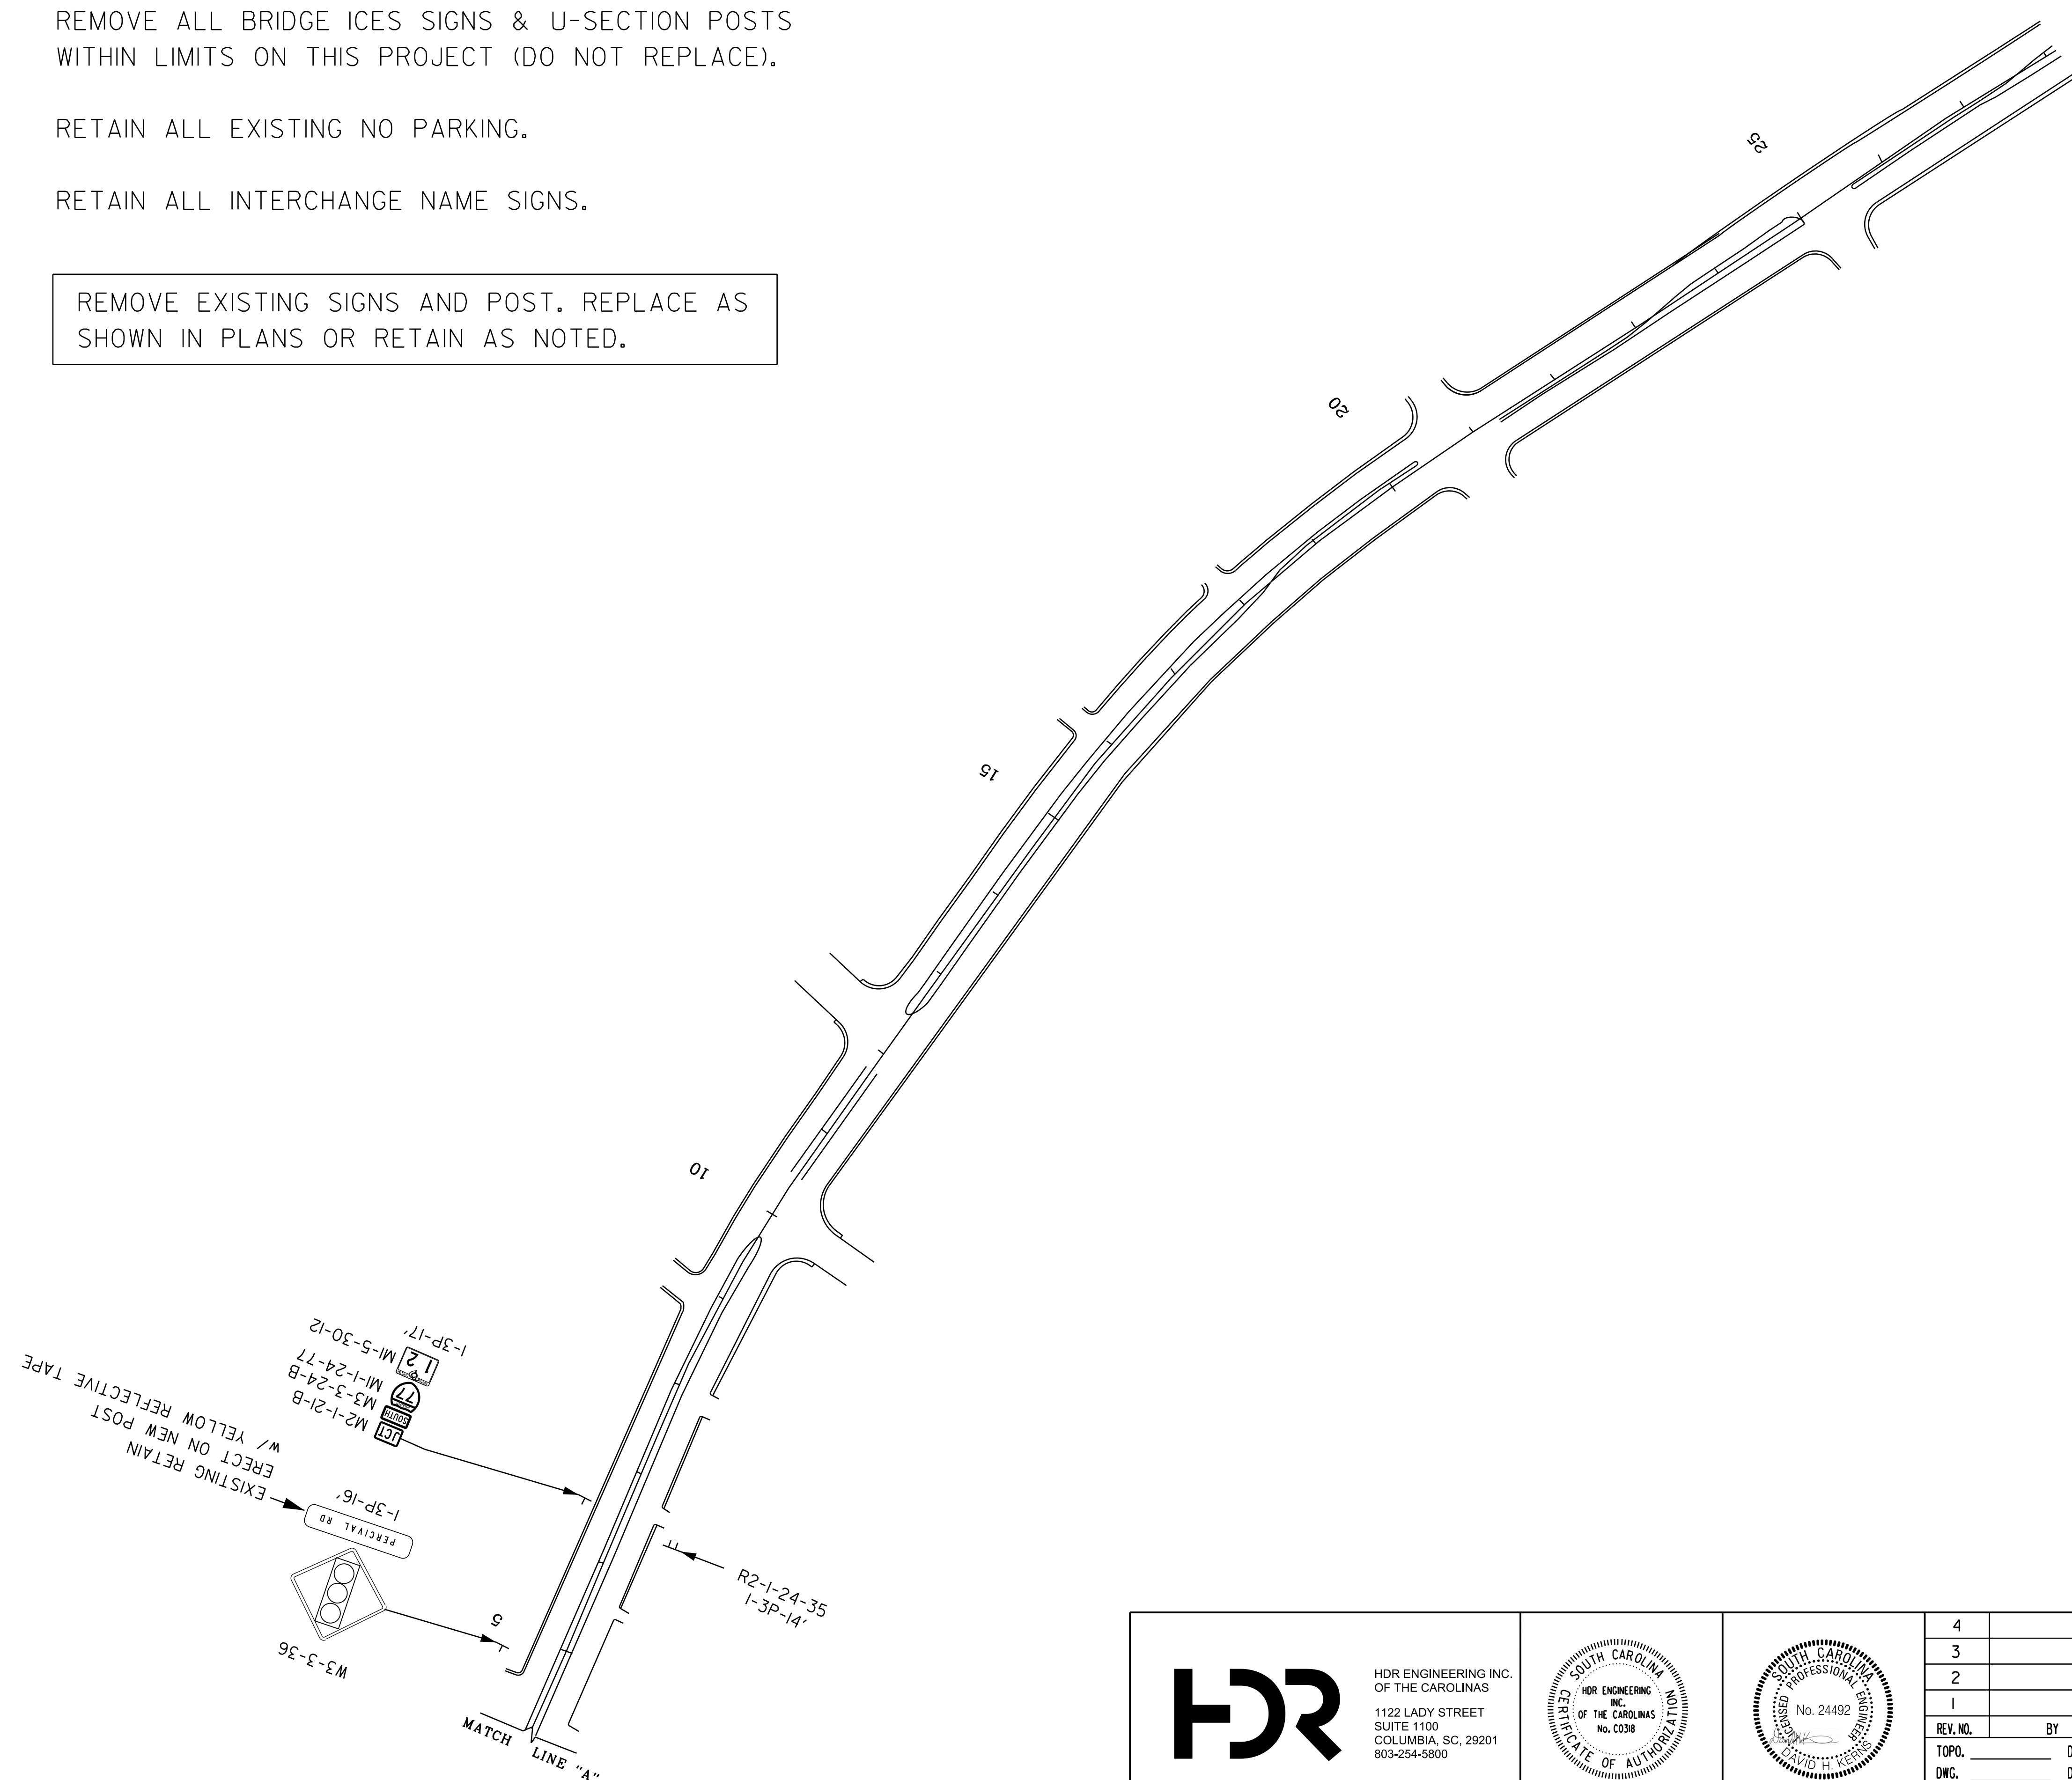 REMOVE ALL BRIDGE ICES SIGNS & U-SECTION POSTS
WITHIN LIMITS ON THIS PROJECT (DO NOT REPLACE).
RETAIN ALL EXISTING NO PARKING.
RETAIN ALL INTERCHANGE NAME SIGNS.
REMOVE EXISTING SIGNS AND POST. REPLACE AS
SHOWN IN PLANS OR RETAIN AS NOTED.
25
20
15
10
5
M2-1-21-B
M3-3-24-B
M1-1-24-77
M1-5-30-12
1-3P-17'
JCT
SOUTH
77
12
EXISTING RETAIN
ERECT ON NEW POST
W/ YELLOW REFLECTIVE TAPE
1-3P-16'
PERCIVAL RD
W3-3-36
R2-1-24-35
1-3P-14'
MATCH LINE "A"
HDR
HDR ENGINEERING INC.
OF THE CAROLINAS
1122 LADY STREET
SUITE 1100
COLUMBIA, SC, 29201
803-254-5800
SOUTH CAROLINA
HDR ENGINEERING
INC.
OF THE CAROLINAS
No. C0318
CERTIFICATE OF AUTHORIZATION
SOUTH CAROLINA
LICENSED PROFESSIONAL ENGINEER
No. 24492
DAVID H. KERNS
4
3
2
1
REV. NO. BY
TOPO.
DWG.